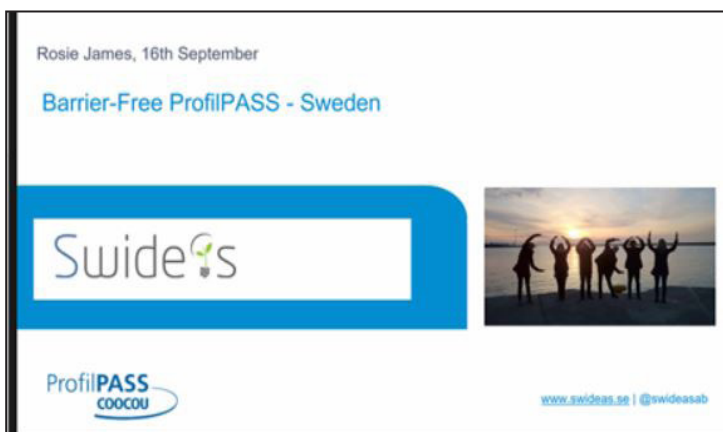 Rosie James, 16th September
Barrier-Free ProfilPASS - Sweden
Swideas
ProfilPASS
COOCOU
www.swideas.se | @swideasab